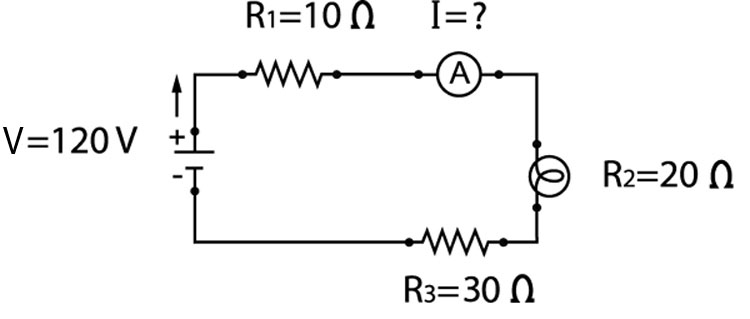 R1=10 Ω
I=?
A
V=120 V
+
-
R2=20 Ω
R3=30 Ω